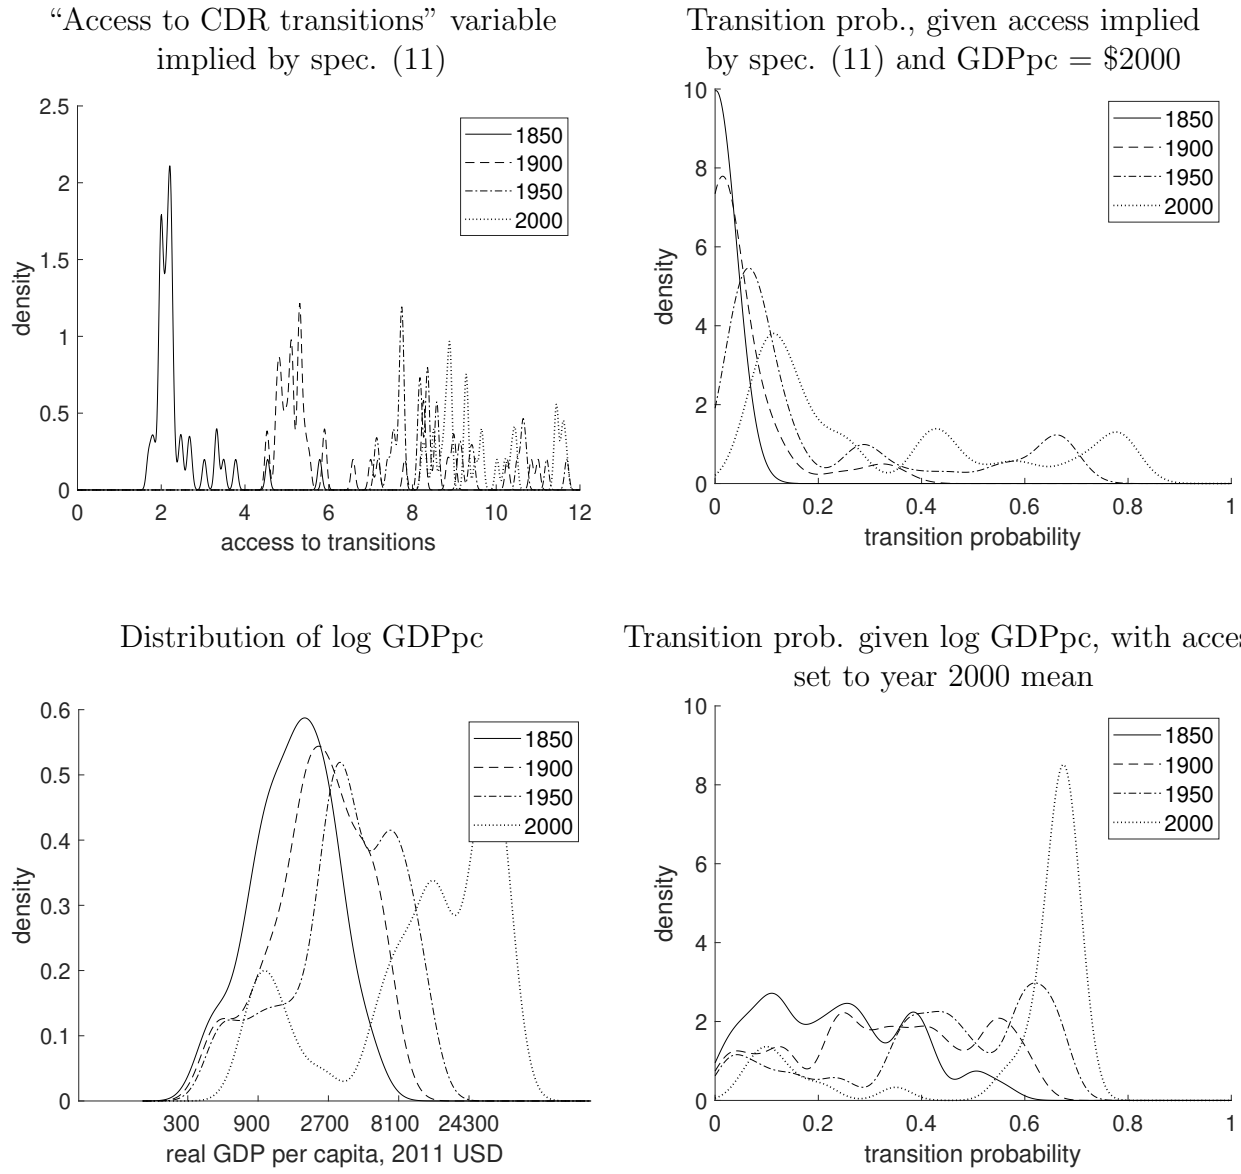 “Access to CDR transitions” variable
implied by spec. (11)
2.5
2
1.5
1
0.5
0
density
0 2 4 6 8 10 12
access to transitions
1850
1900
1950
2000
Transition prob., given access implied
by spec. (11) and GDPpc = $2000
10
8
6
4
2
0
density
0 0.2 0.4 0.6 0.8 1
transition probability
1850
1900
1950
2000
Distribution of log GDPpc
0.6
0.5
0.4
0.3
0.2
0.1
0
density
300 900 2700 8100 24300
real GDP per capita, 2011 USD
1850
1900
1950
2000
Transition prob. given log GDPpc, with acces
set to year 2000 mean
10
8
6
4
2
0
density
0 0.2 0.4 0.6 0.8 1
transition probability
1850
1900
1950
2000